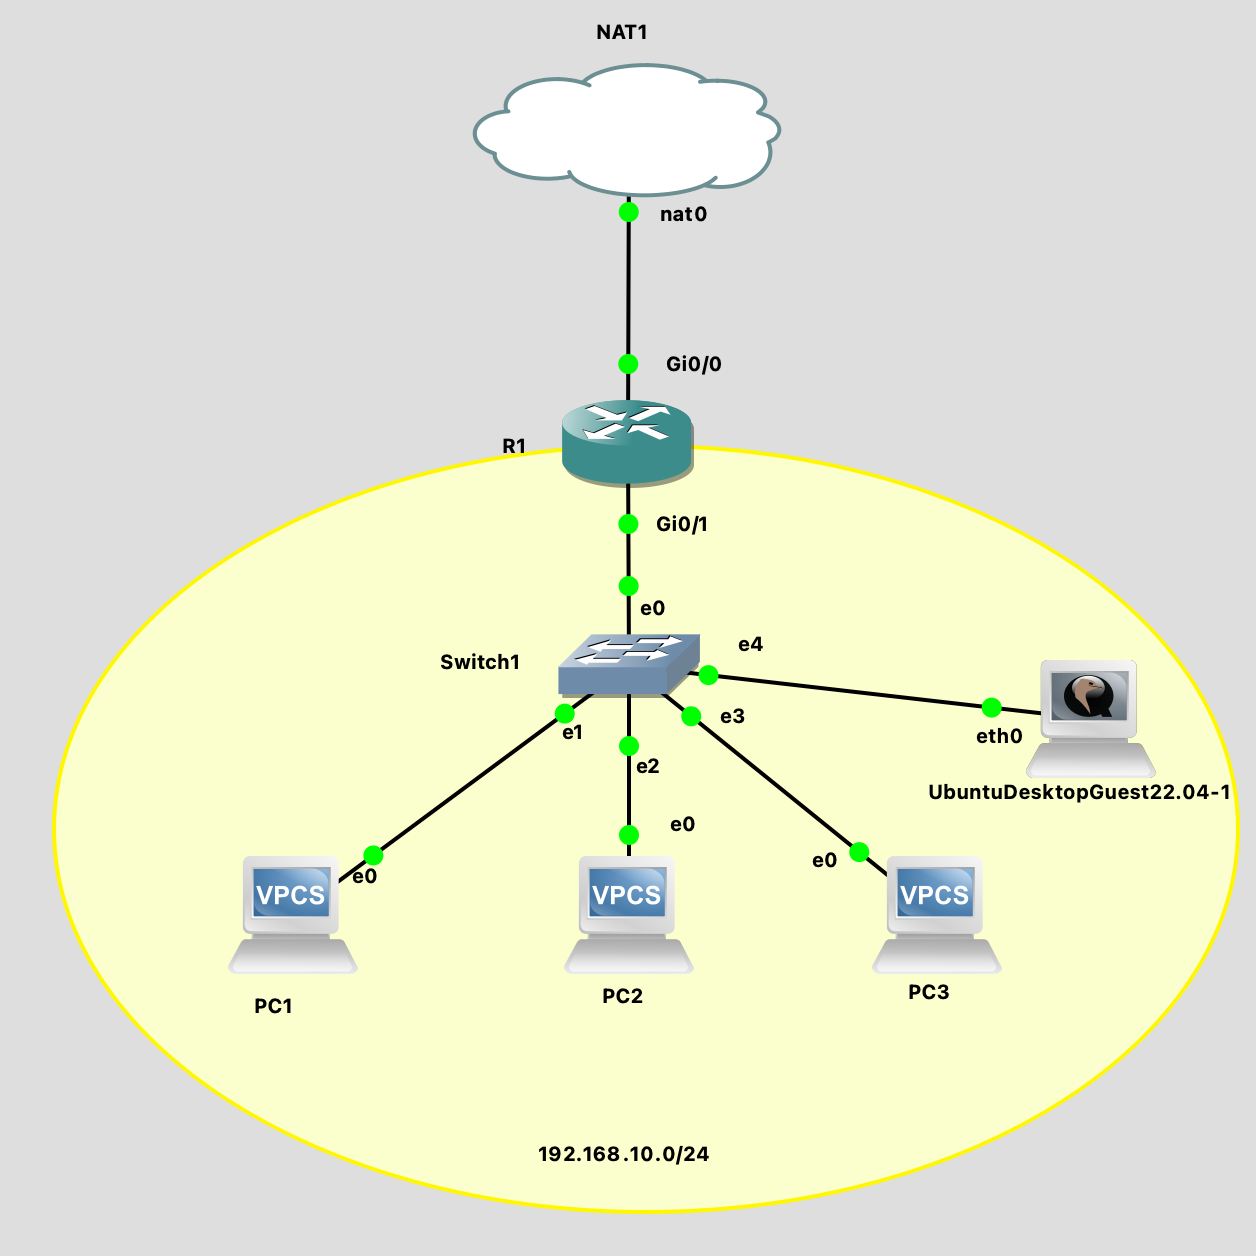 NAT1
nat0
Gi0/0
R1
Gi0/1
e0
Switch1
e4
e1
e3
e2
eth0
UbuntuDesktopGuest22.04-1
e0
e0
e0
VPCS
VPCS
VPCS
PC1
PC2
PC3
192.168.10.0/24